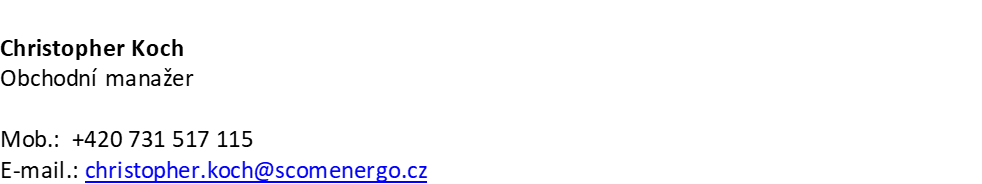 Christopher Koch
Obchodní manažer
Mob.:  +420 731 517 115
E-mail.: christopher.koch@scomenergo.cz